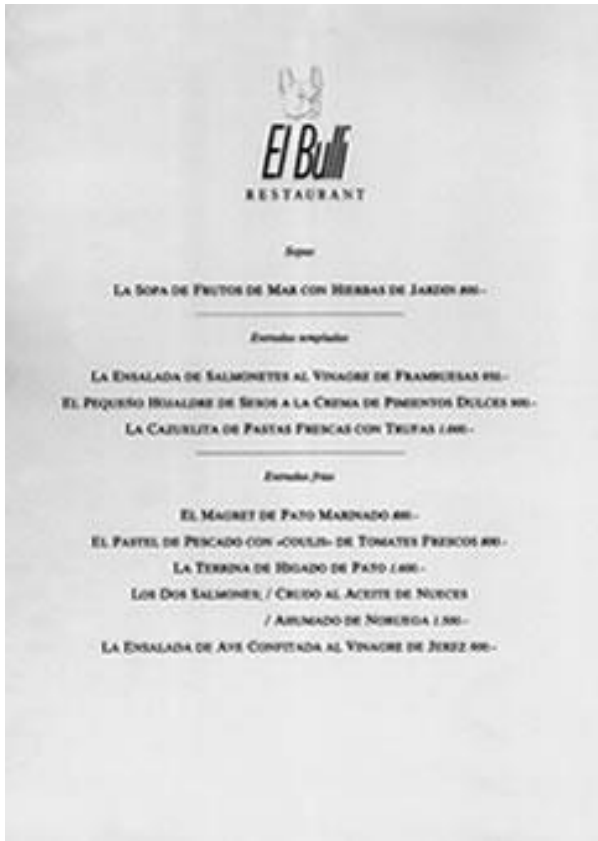 El Bulli
RESTAURANT
Sopas
LA SOPA DE FRUTOS DE MAR CON HIERBAS DE JARDIN 800.-
Entradas templadas
LA ENSALADA DE SALMONETES AL VINAGRE DE FRAMBUESAS
EL PEQUEÑO HOJALDRE DE SESOS A LA CREMA DE PIMIENTOS DULCES
LA CAZUELITA DE PASTAS FRESCAS CON TRUFAS
Entradas frias
EL MAGRET DE PATO MARINADO
EL PASTEL DE PESCADO CON «COULIS» DE TOMATES FRESCOS
LA TERRINA DE HIGADO DE PATO
LOS DOS SALMONES; / CRUDO AL ACEITE DE NUECES
/ AHUMADO DE NORUEGA
LA ENSALADA DE AVE CONFITADA AL VINAGRE DE JEREZ